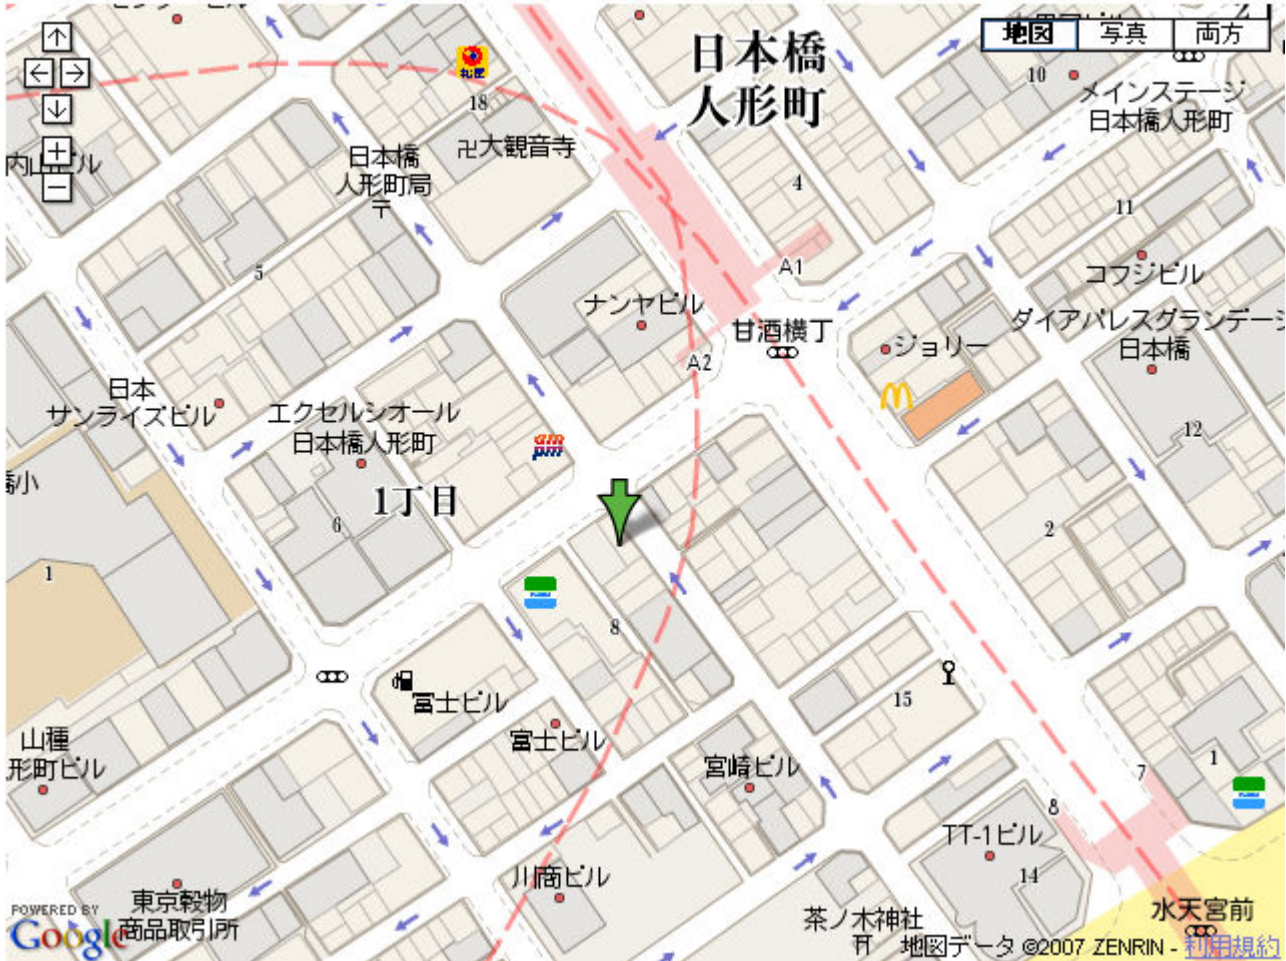 地図
写真
両方
日本橋
人形町
10
メインステージ
日本橋人形町
18
卍大観音寺
日本橋
人形町局
〒
4
11
5
A1
コフジビル
ナンヤビル
甘酒横丁
A2
ジョリー
ダイアパレスグランデージ
日本橋
日本
サンライズビル
エクセルシオール
日本橋人形町
am
pm
12
1丁目
6
2
1
8
冨士ビル
15
冨士ビル
山種
形町ビル
宮崎ビル
7
1
8
TT-1ビル
川商ビル
14
東京穀物
商品取引所
茶ノ木神社
水天宮前
POWERED BY
Google
地図データ ©2007 ZENRIN - 利用規約